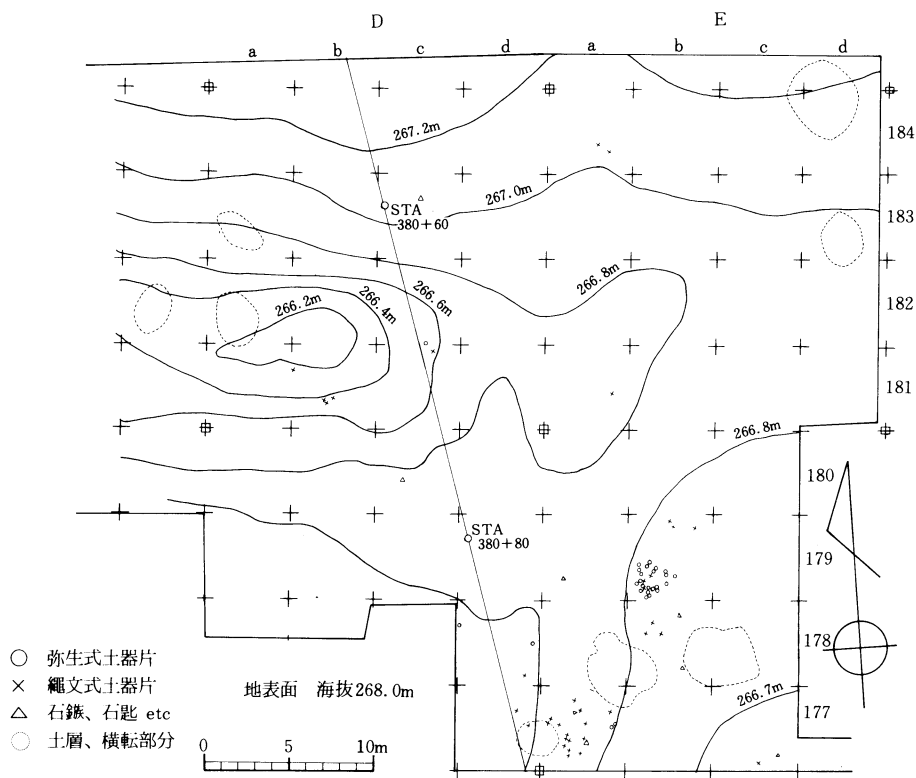 D E
a b c d a b c d
184
267.2m
267.0m
STA
380+60
183
266.8m
266.6m
266.4m
266.2m
182
181
266.8m
180
STA
380+80
179
178
266.7m
177
○ 弥生式土器片
× 繩文式土器片
△ 石鏃、石匙 etc
土層、横転部分
地表面 海抜268.0m
0 5 10m